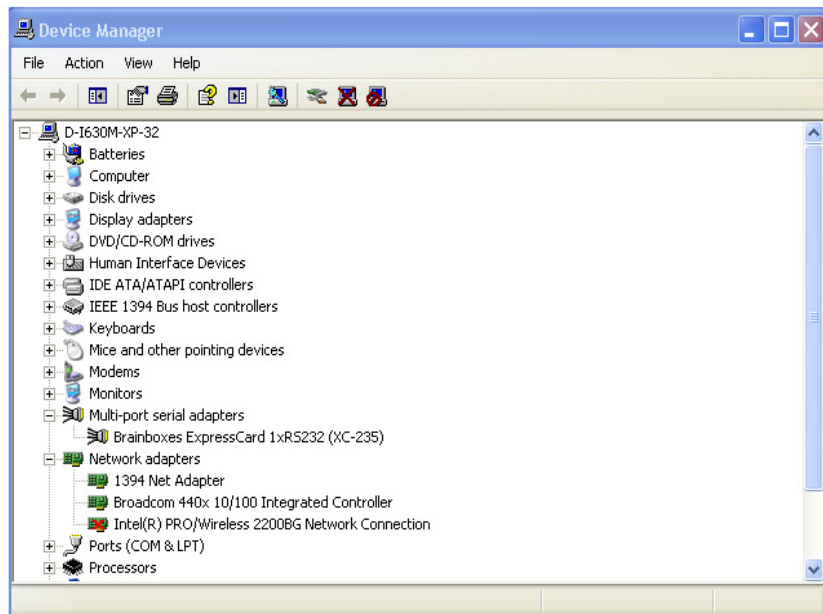 Device Manager
File Action View Help
D-I630M-XP-32
Batteries
Computer
Disk drives
Display adapters
DVD/CD-ROM drives
Human Interface Devices
IDE ATA/ATAPI controllers
IEEE 1394 Bus host controllers
Keyboards
Mice and other pointing devices
Modems
Monitors
Multi-port serial adapters
Brainboxes ExpressCard 1xRS232 (XC-235)
Network adapters
1394 Net Adapter
Broadcom 440x 10/100 Integrated Controller
Intel(R) PRO/Wireless 2200BG Network Connection
Ports (COM & LPT)
Processors